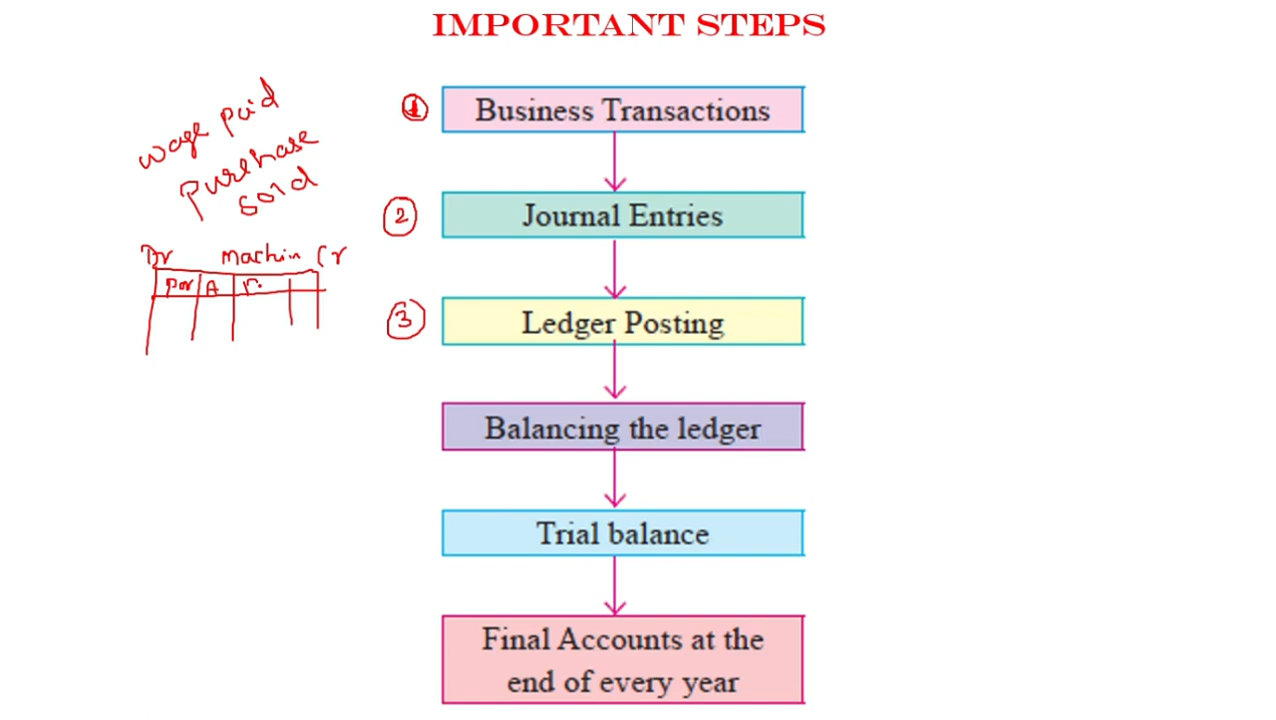 IMPORTANT STEPS
wage paid
purchase
sold
1 Business Transactions
2 Journal Entries
Dr Machin Cr
par A
3 Ledger Posting
Balancing the ledger
Trial balance
Final Accounts at the
end of every year